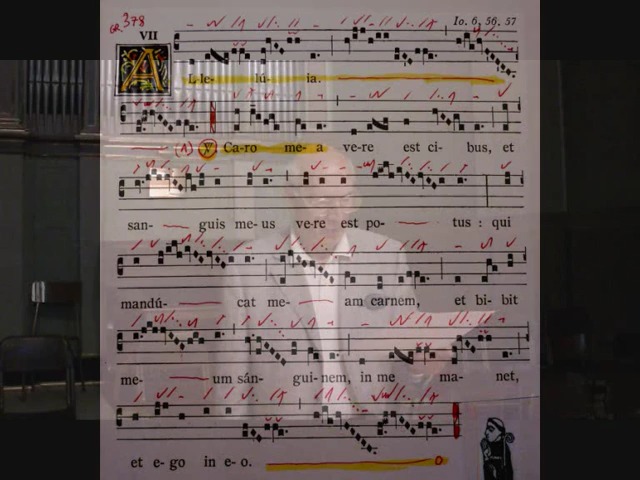 GR. 378
VII
Io. 6, 56. 57
AL le- lú- ia.
(A) ℣ Ca-ro me- a ve-re est ci- bus, et
san- guis me-us ve-re est po- tus : qui
mandú- cat me- am carnem, et bi-bit
me- um sán- gui-nem, in me ma- net,
et e-go in e-o.